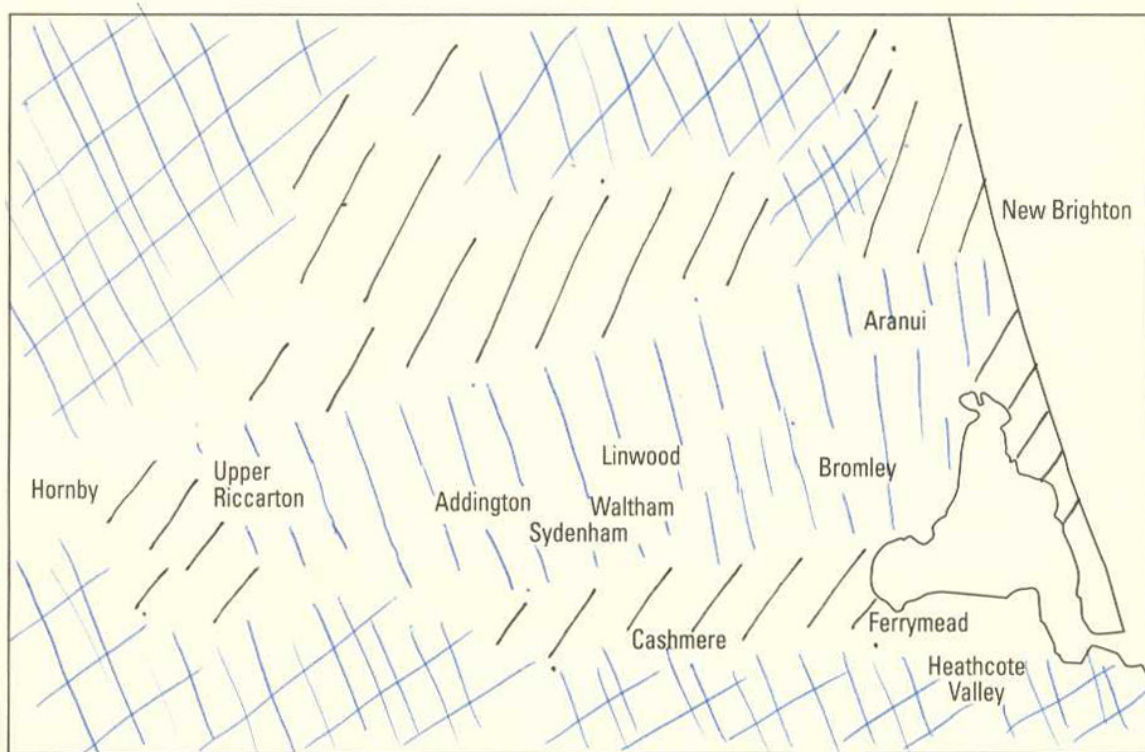 New Brighton
Aranui
Linwood
Bromley
Hornby
Upper
Riccarton
Addington
Waltham
Sydenham
Ferrymead
Cashmere
Heathcote
Valley